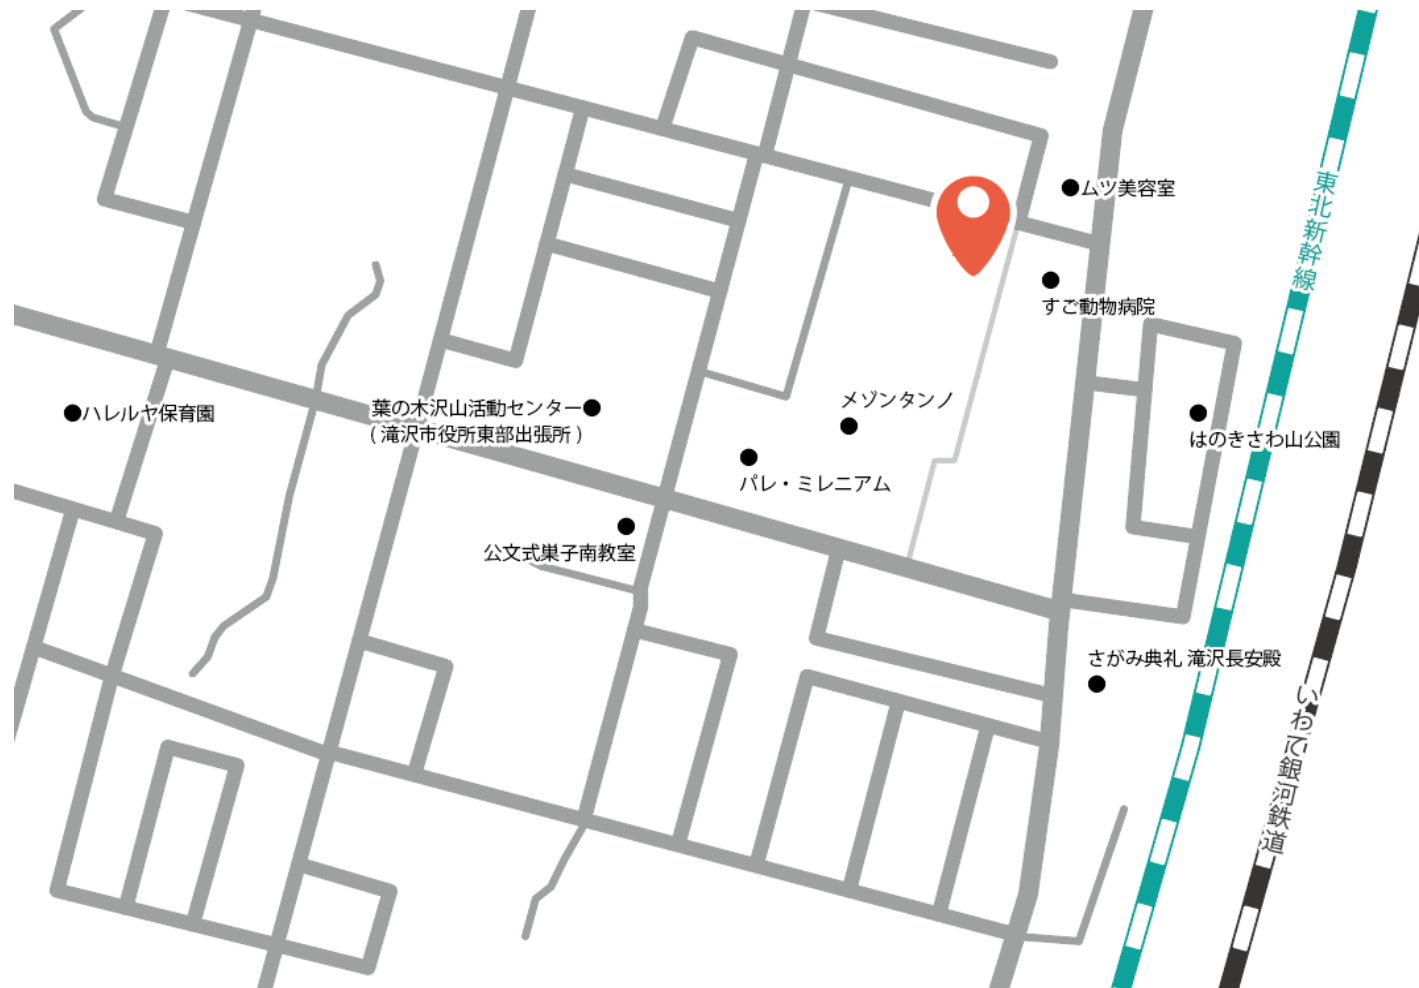 ムツ美容室
東北新幹線
すご動物病院
メゾンタンノ
葉の木沢山活動センター
(滝沢市役所東部出張所)
ハレルヤ保育園
はのきさわ山公園
パレ・ミレニアム
公文式巣子南教室
さがみ典礼 滝沢長安殿
いわて銀河鉄道